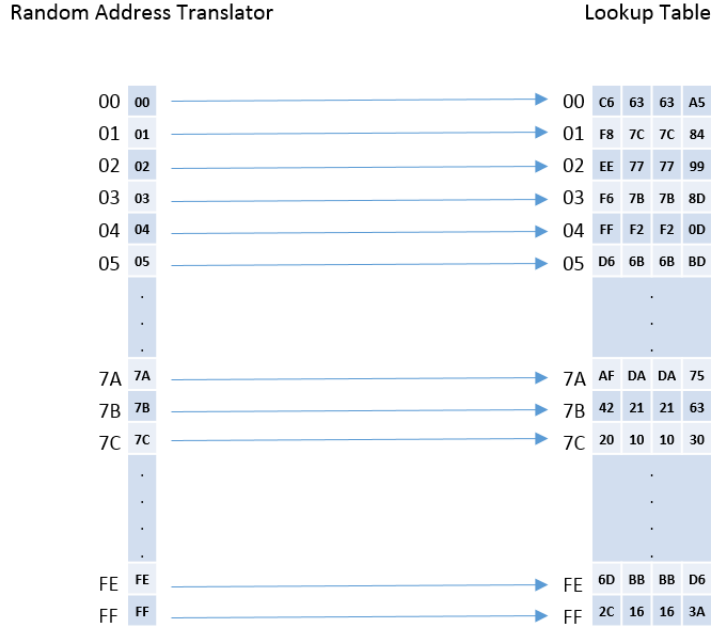 Random Address Translator Lookup Table
00 00 00 C6 63 63 A5
01 01 01 F8 7C 7C 84
02 02 02 EE 77 77 99
03 03 03 F6 7B 7B 8D
04 04 04 FF F2 F2 0D
05 05 05 D6 6B 6B BD
. .
. .
. .
7A 7A 7A AF DA DA 75
7B 7B 7B 42 21 21 63
7C 7C 7C 20 10 10 30
. .
. .
. .
. .
FE FE FE 6D BB BB D6
FF FF FF 2C 16 16 3A